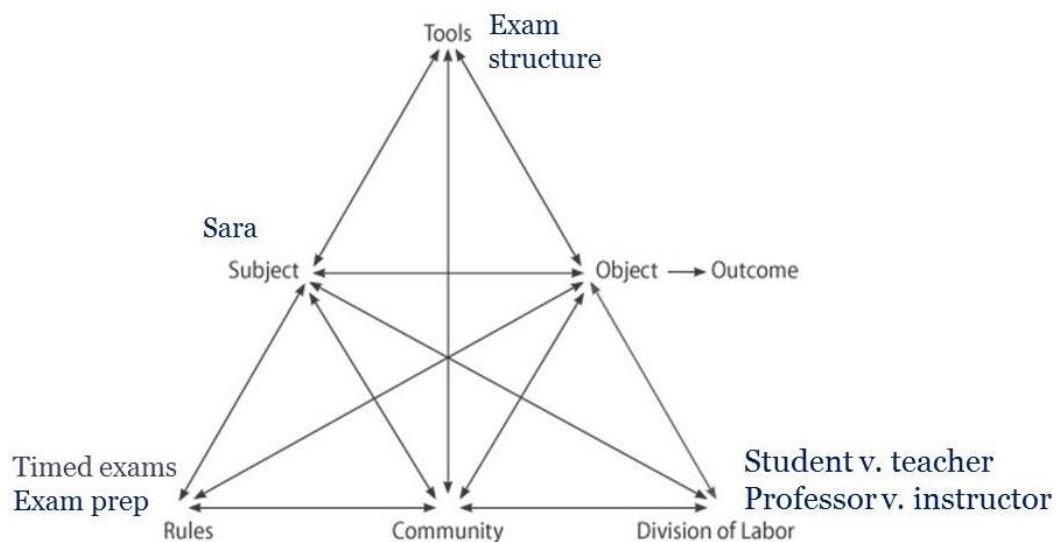 Tools Exam
structure
Sara
Subject Object Outcome
Timed exams
Exam prep
Student v. teacher
Professor v. instructor
Rules Community Division of Labor